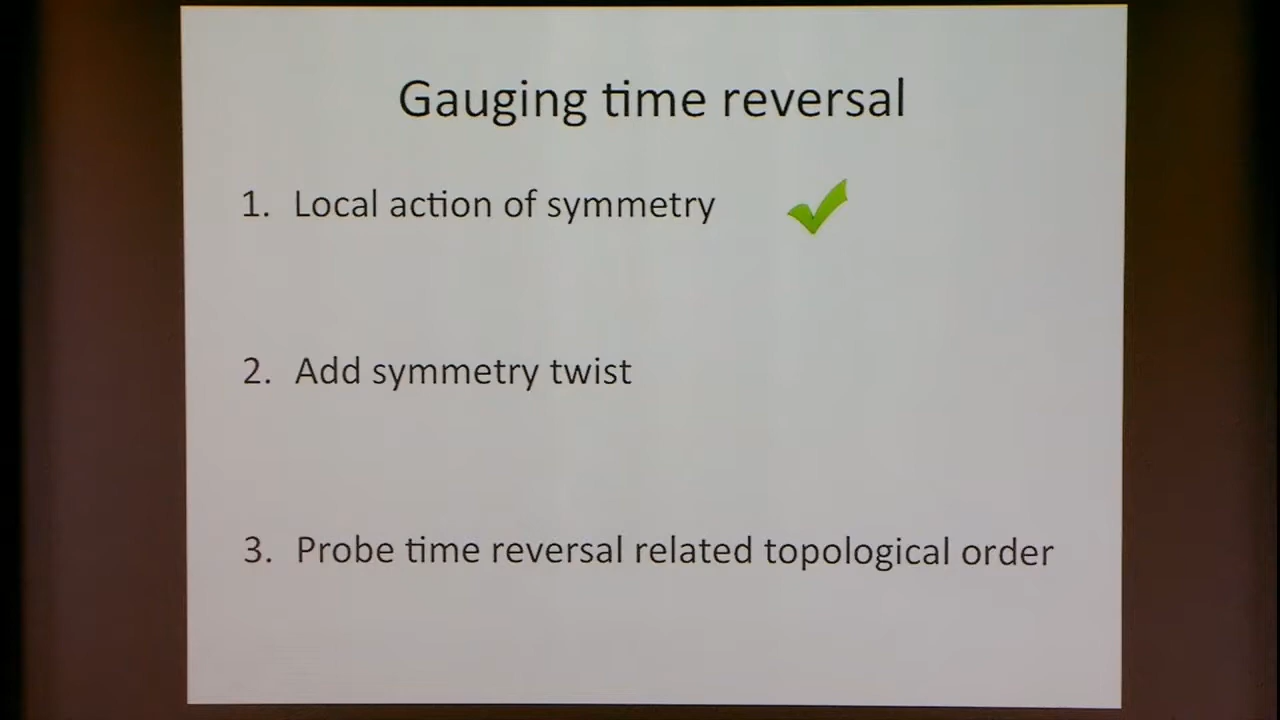 Gauging time reversal
1. Local action of symmetry
2. Add symmetry twist
3. Probe time reversal related topological order